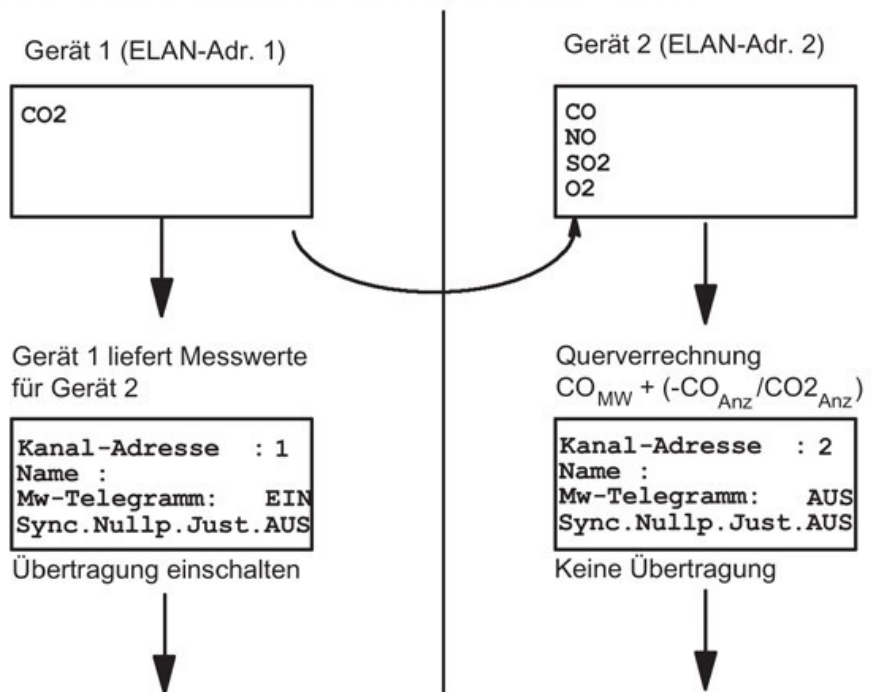 Gerät 1 (ELAN-Adr. 1)
CO2
Gerät 1 liefert Messwerte
für Gerät 2
Kanal-Adresse : 1
Name :
Mw-Telegramm: EIN
Sync.Nullp.Just.AUS
Übertragung einschalten
Gerät 2 (ELAN-Adr. 2)
CO
NO
SO2
O2
Querverrechnung
CO_MW + (-CO_Anz/CO2_Anz)
Kanal-Adresse : 2
Name :
Mw-Telegramm: AUS
Sync.Nullp.Just.AUS
Keine Übertragung